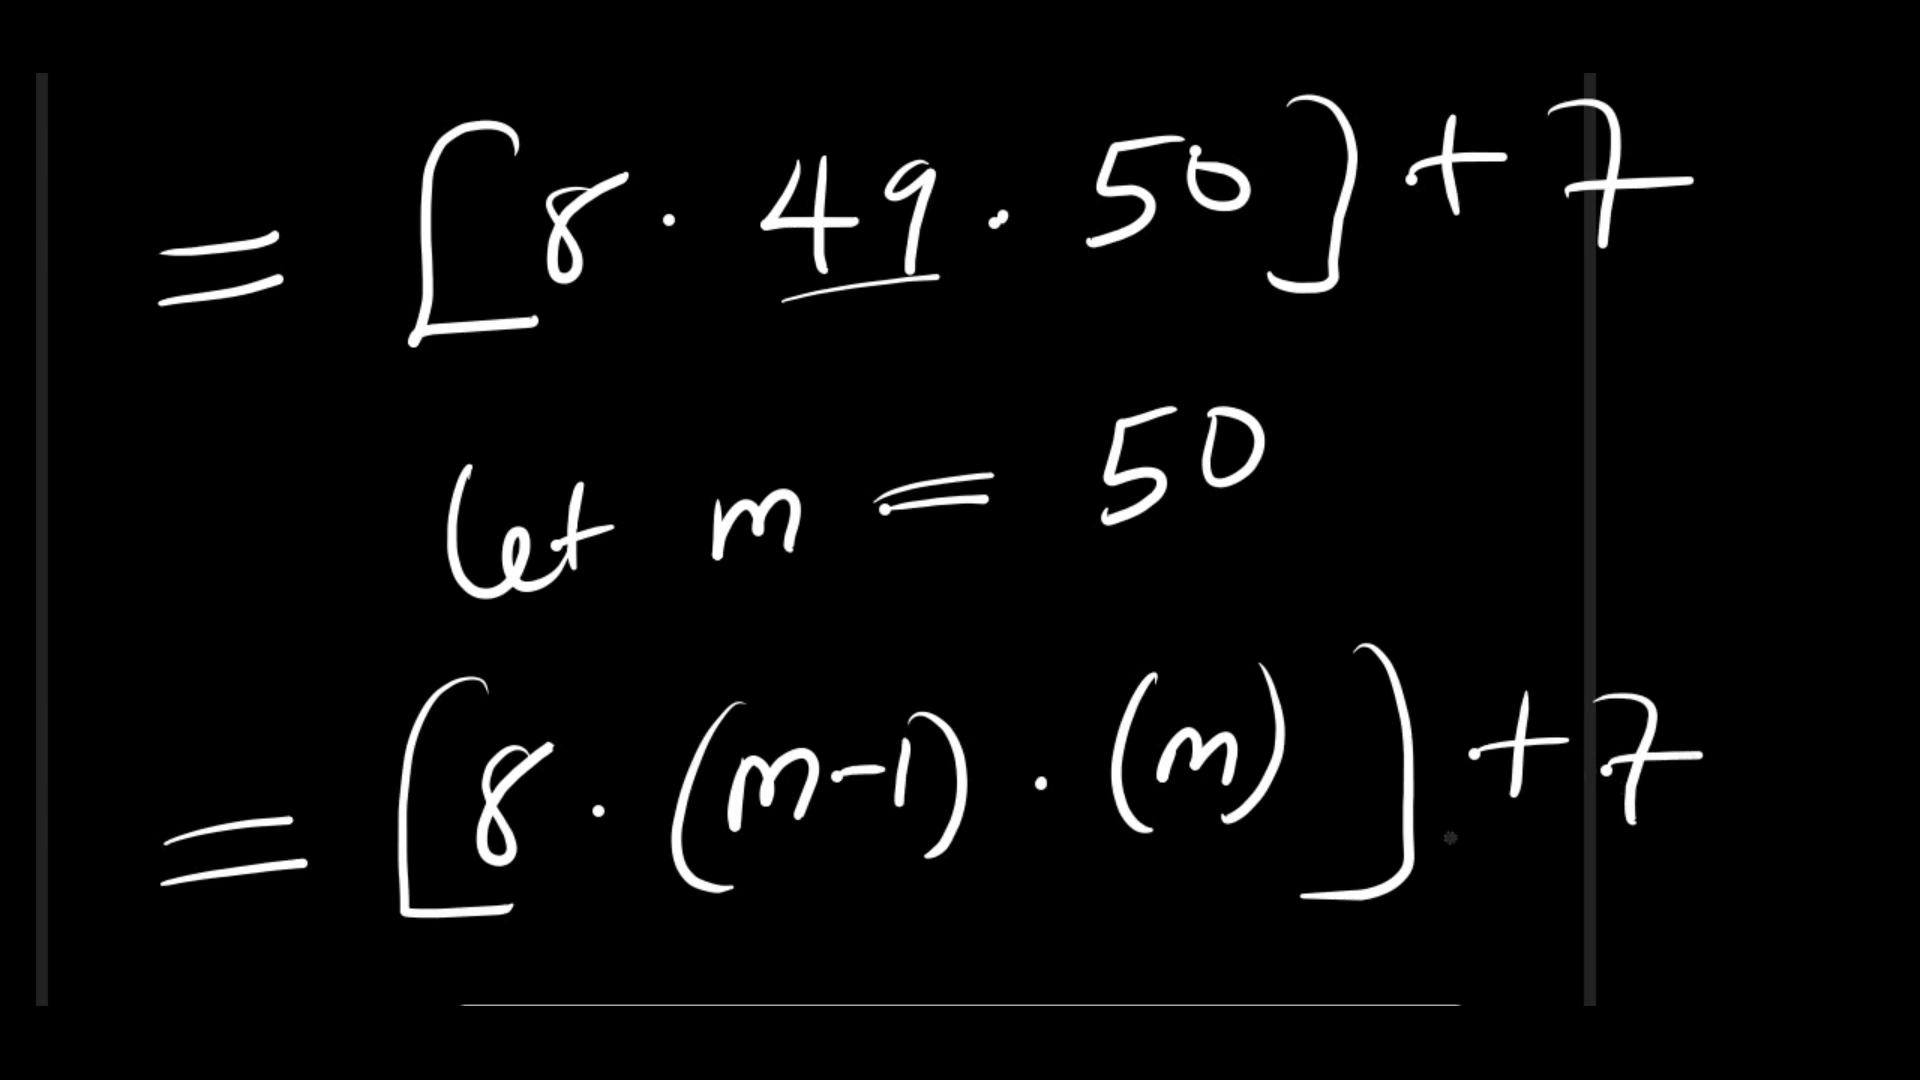 = [8 · 49 · 50] + 7
let m = 50
= [8 · (m-1) · (m)] + 7